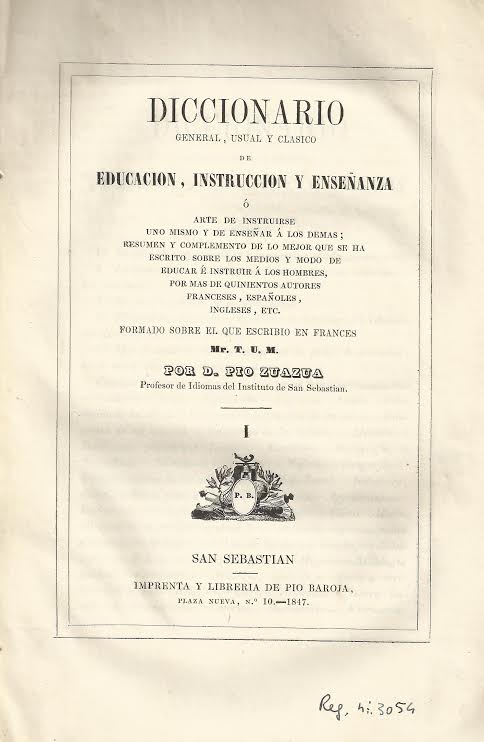 DICCIONARIO
GENERAL, USUAL Y CLASICO
DE
EDUCACION, INSTRUCCION Y ENSEÑANZA
Ó
ARTE DE INSTRUIRSE
UNO MISMO Y DE ENSEÑAR Á LOS DEMAS;
RESUMEN Y COMPLEMENTO DE LO MEJOR QUE SE HA
ESCRITO SOBRE LOS MEDIOS Y MODO DE
EDUCAR É INSTRUIR Á LOS HOMBRES,
POR MAS DE QUINIENTOS AUTORES
FRANCESES, ESPAÑOLES,
INGLESES, ETC.
FORMADO SOBRE EL QUE ESCRIBIO EN FRANCES
Mr. T. U. M.
POR D. PIO ZUAZUA
Profesor de Idiomas del Instituto de San Sebastian.
I
P. B.
SAN SEBASTIAN
IMPRENTA Y LIBRERIA DE PIO BAROJA,
PLAZA NUEVA, N.º 10.—1847.
Reg. ni. 3054